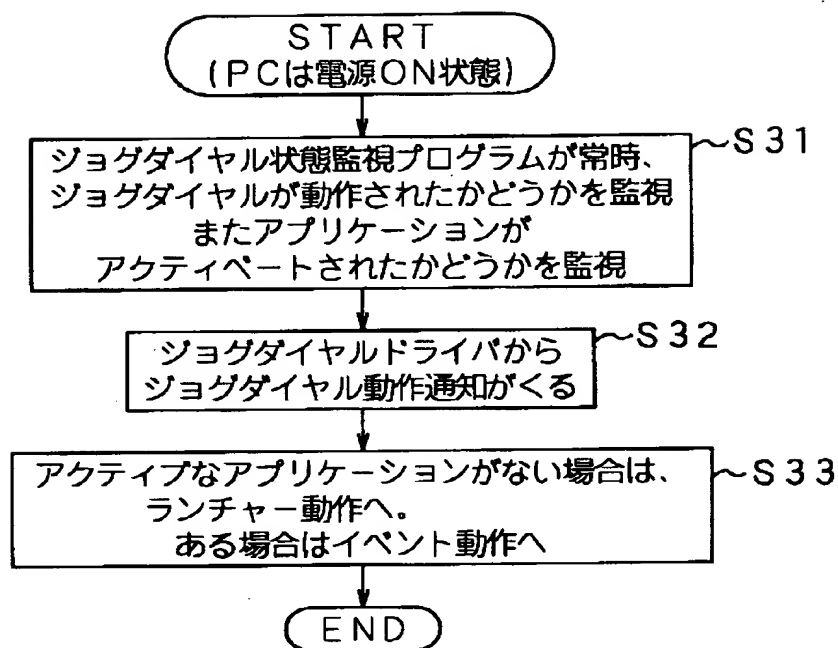 START
(PCは電源ON状態)
ジョグダイヤル状態監視プログラムが常時、
ジョグダイヤルが動作されたかどうかを監視
またアプリケーションが
アクティベートされたかどうかを監視
S31
ジョグダイヤルドライバから
ジョグダイヤル動作通知がくる
S32
アクティブなアプリケーションがない場合は、
ランチャー動作へ。
ある場合はイベント動作へ
S33
END